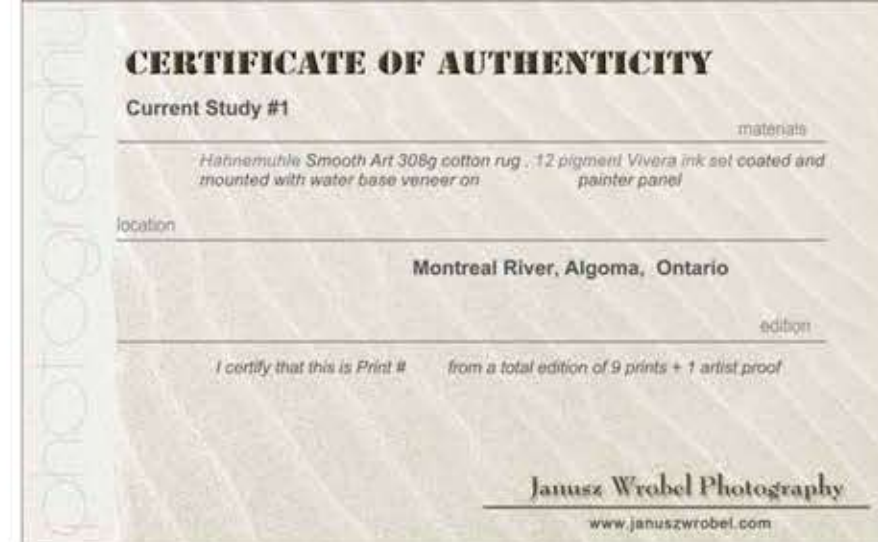 photography
CERTIFICATE OF AUTHENTICITY
Current Study #1
materials
Hahnemuhle Smooth Art 308g cotton rug . 12 pigment Vivera ink set coated and
mounted with water base veneer on painter panel
location
Montreal River, Algoma, Ontario
edition
I certify that this is Print # from a total edition of 9 prints + 1 artist proof
Janusz Wrobel Photography
www.januszwrobel.com